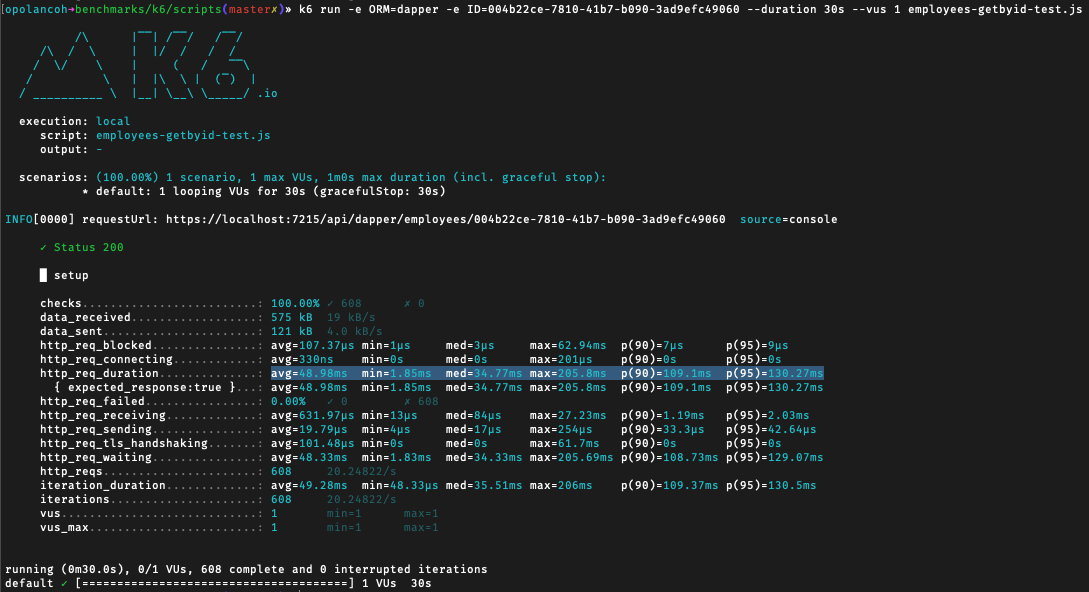 [opolancoh→benchmarks/k6/scripts(master✗)» k6 run -e ORM=dapper -e ID=004b22ce-7810-41b7-b090-3ad9efc49060 --duration 30s --vus 1 employees-getbyid-test.js
          /\      |‾‾| /‾‾/   /‾‾/
     /\  /  \     |  |/  /   /  /
    /  \/    \    |     (   /   ‾‾\
   /          \   |  |\  \ |  (‾)  |
  / __________ \  |__| \__\ \_____/ .io
execution: local
script: employees-getbyid-test.js
output: -
scenarios: (100.00%) 1 scenario, 1 max VUs, 1m0s max duration (incl. graceful stop):
* default: 1 looping VUs for 30s (gracefulStop: 30s)
INFO[0000] requestUrl: https://localhost:7215/api/dapper/employees/004b22ce-7810-41b7-b090-3ad9efc49060  source=console
✓ Status 200
█ setup
checks.........................: 100.00% ✓ 608      ✗ 0
data_received..................: 575 kB  19 kB/s
data_sent......................: 121 kB  4.0 kB/s
http_req_blocked...............: avg=107.37µs min=1µs     med=3µs     max=62.94ms  p(90)=7µs      p(95)=9µs
http_req_connecting............: avg=330ns    min=0s      med=0s      max=201µs    p(90)=0s       p(95)=0s
http_req_duration..............: avg=48.98ms  min=1.85ms  med=34.77ms max=205.8ms  p(90)=109.1ms  p(95)=130.27ms
{ expected_response:true }...: avg=48.98ms  min=1.85ms  med=34.77ms max=205.8ms  p(90)=109.1ms  p(95)=130.27ms
http_req_failed................: 0.00%   ✓ 0        ✗ 608
http_req_receiving.............: avg=631.97µs min=13µs    med=84µs    max=27.23ms  p(90)=1.19ms   p(95)=2.03ms
http_req_sending...............: avg=19.79µs  min=4µs     med=17µs    max=254µs    p(90)=33.3µs   p(95)=42.64µs
http_req_tls_handshaking.......: avg=101.48µs min=0s      med=0s      max=61.7ms   p(90)=0s       p(95)=0s
http_req_waiting...............: avg=48.33ms  min=1.83ms  med=34.33ms max=205.69ms p(90)=108.73ms p(95)=129.07ms
http_reqs......................: 608     20.24822/s
iteration_duration.............: avg=49.28ms  min=48.33µs med=35.51ms max=206ms    p(90)=109.37ms p(95)=130.5ms
iterations.....................: 608     20.24822/s
vus............................: 1       min=1      max=1
vus_max........................: 1       min=1      max=1
running (0m30.0s), 0/1 VUs, 608 complete and 0 interrupted iterations
default ✓ [======================================] 1 VUs  30s